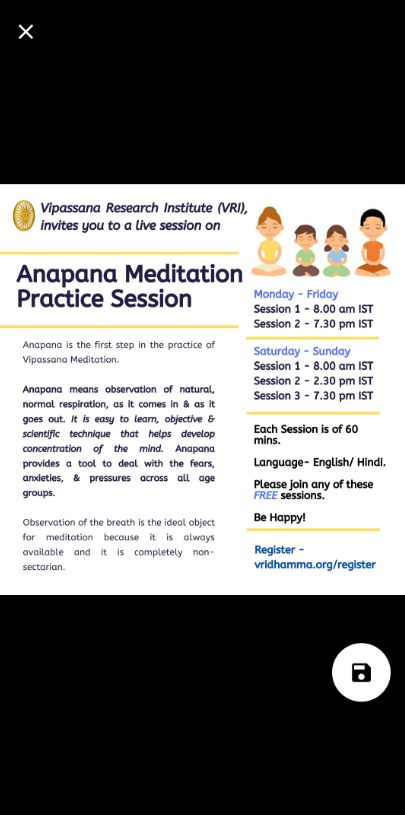 Vipassana Research Institute (VRI),
invites you to a live session on
Anapana Meditation
Practice Session
Anapana is the first step in the practice of
Vipassana Meditation.
Anapana means observation of natural,
normal respiration, as it comes in & as it
goes out. It is easy to learn, objective &
scientific technique that helps develop
concentration of the mind. Anapana
provides a tool to deal with the fears,
anxieties, & pressures across all age
groups.
Observation of the breath is the ideal object
for meditation because it is always
available and it is completely non-
sectarian.
Monday - Friday
Session 1 - 8.00 am IST
Session 2 - 7.30 pm IST
Saturday - Sunday
Session 1 - 8.00 am IST
Session 2 - 2.30 pm IST
Session 3 - 7.30 pm IST
Each Session is of 60
mins.
Language- English/ Hindi.
Please join any of these
FREE sessions.
Be Happy!
Register -
vridhamma.org/register